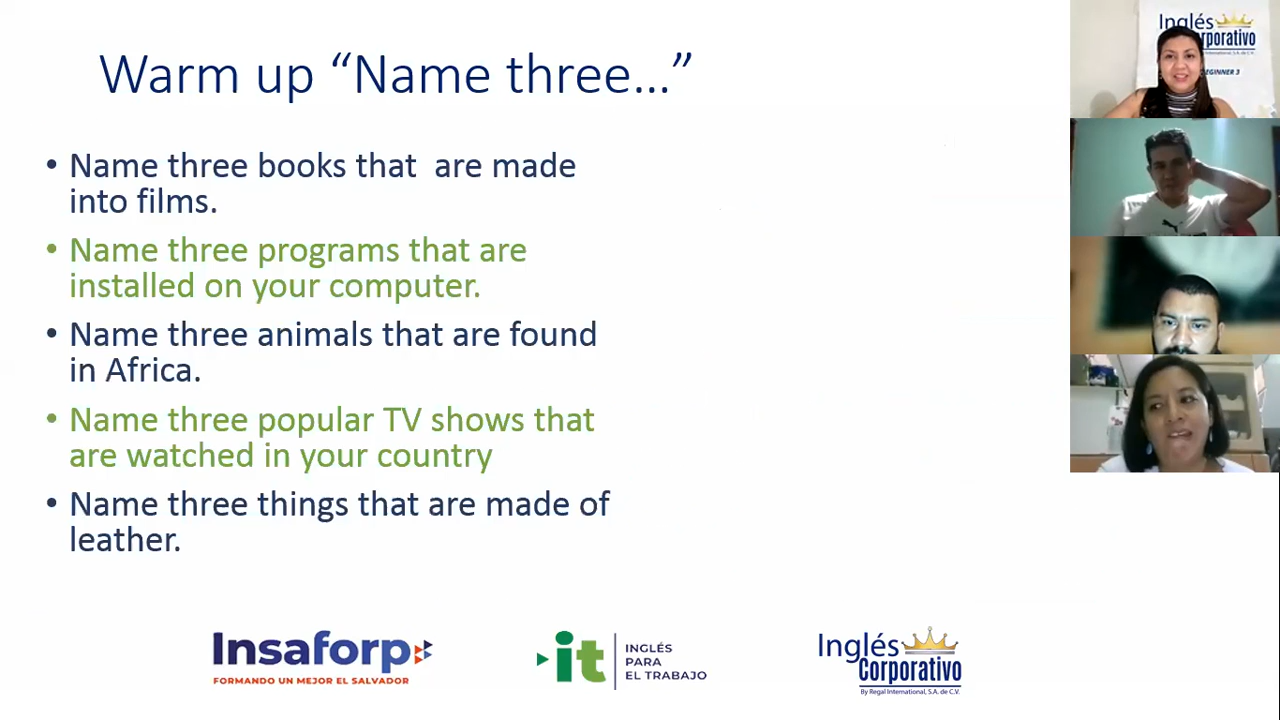 Warm up “Name three…”
• Name three books that  are made
into films.
• Name three programs that are
installed on your computer.
• Name three animals that are found
in Africa.
• Name three popular TV shows that
are watched in your country
• Name three things that are made of
leather.
Insaforp
FORMANDO UN MEJOR EL SALVADOR
it
INGLÉS
PARA
EL TRABAJO
Inglés
Corporativo
By Regal International, S.A. de C.V.
Inglés
rporativo
EGINNER 3